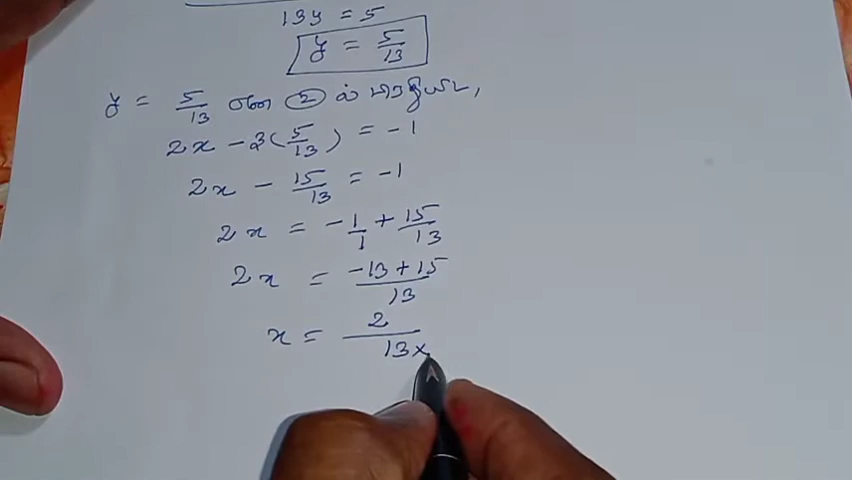 13y = 5
y = 5/13
y = 5/13 என (2) ல் பிரதியிட,
2x - 3(5/13) = -1
2x - 15/13 = -1
2x = -1/1 + 15/13
2x = -13+15/13
x = 2/13x